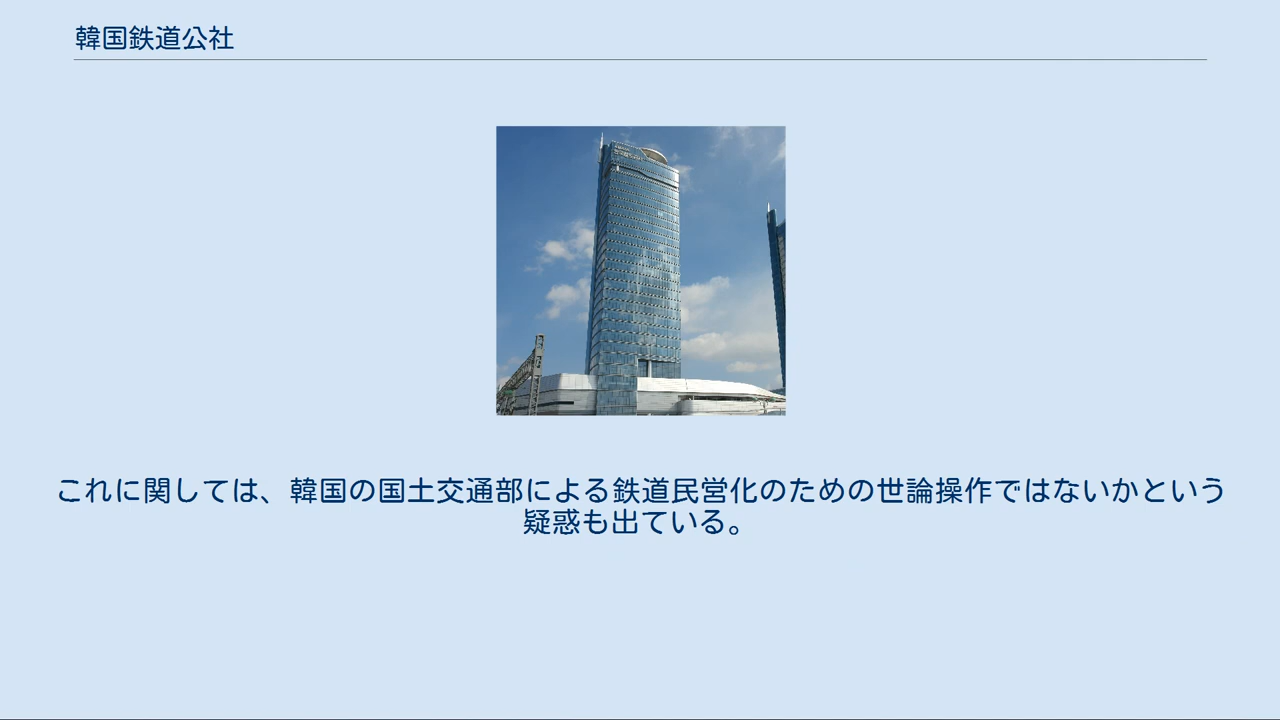 韓国鉄道公社
これに関しては、韓国の国土交通部による鉄道民営化のための世論操作ではないかという
疑惑も出ている。